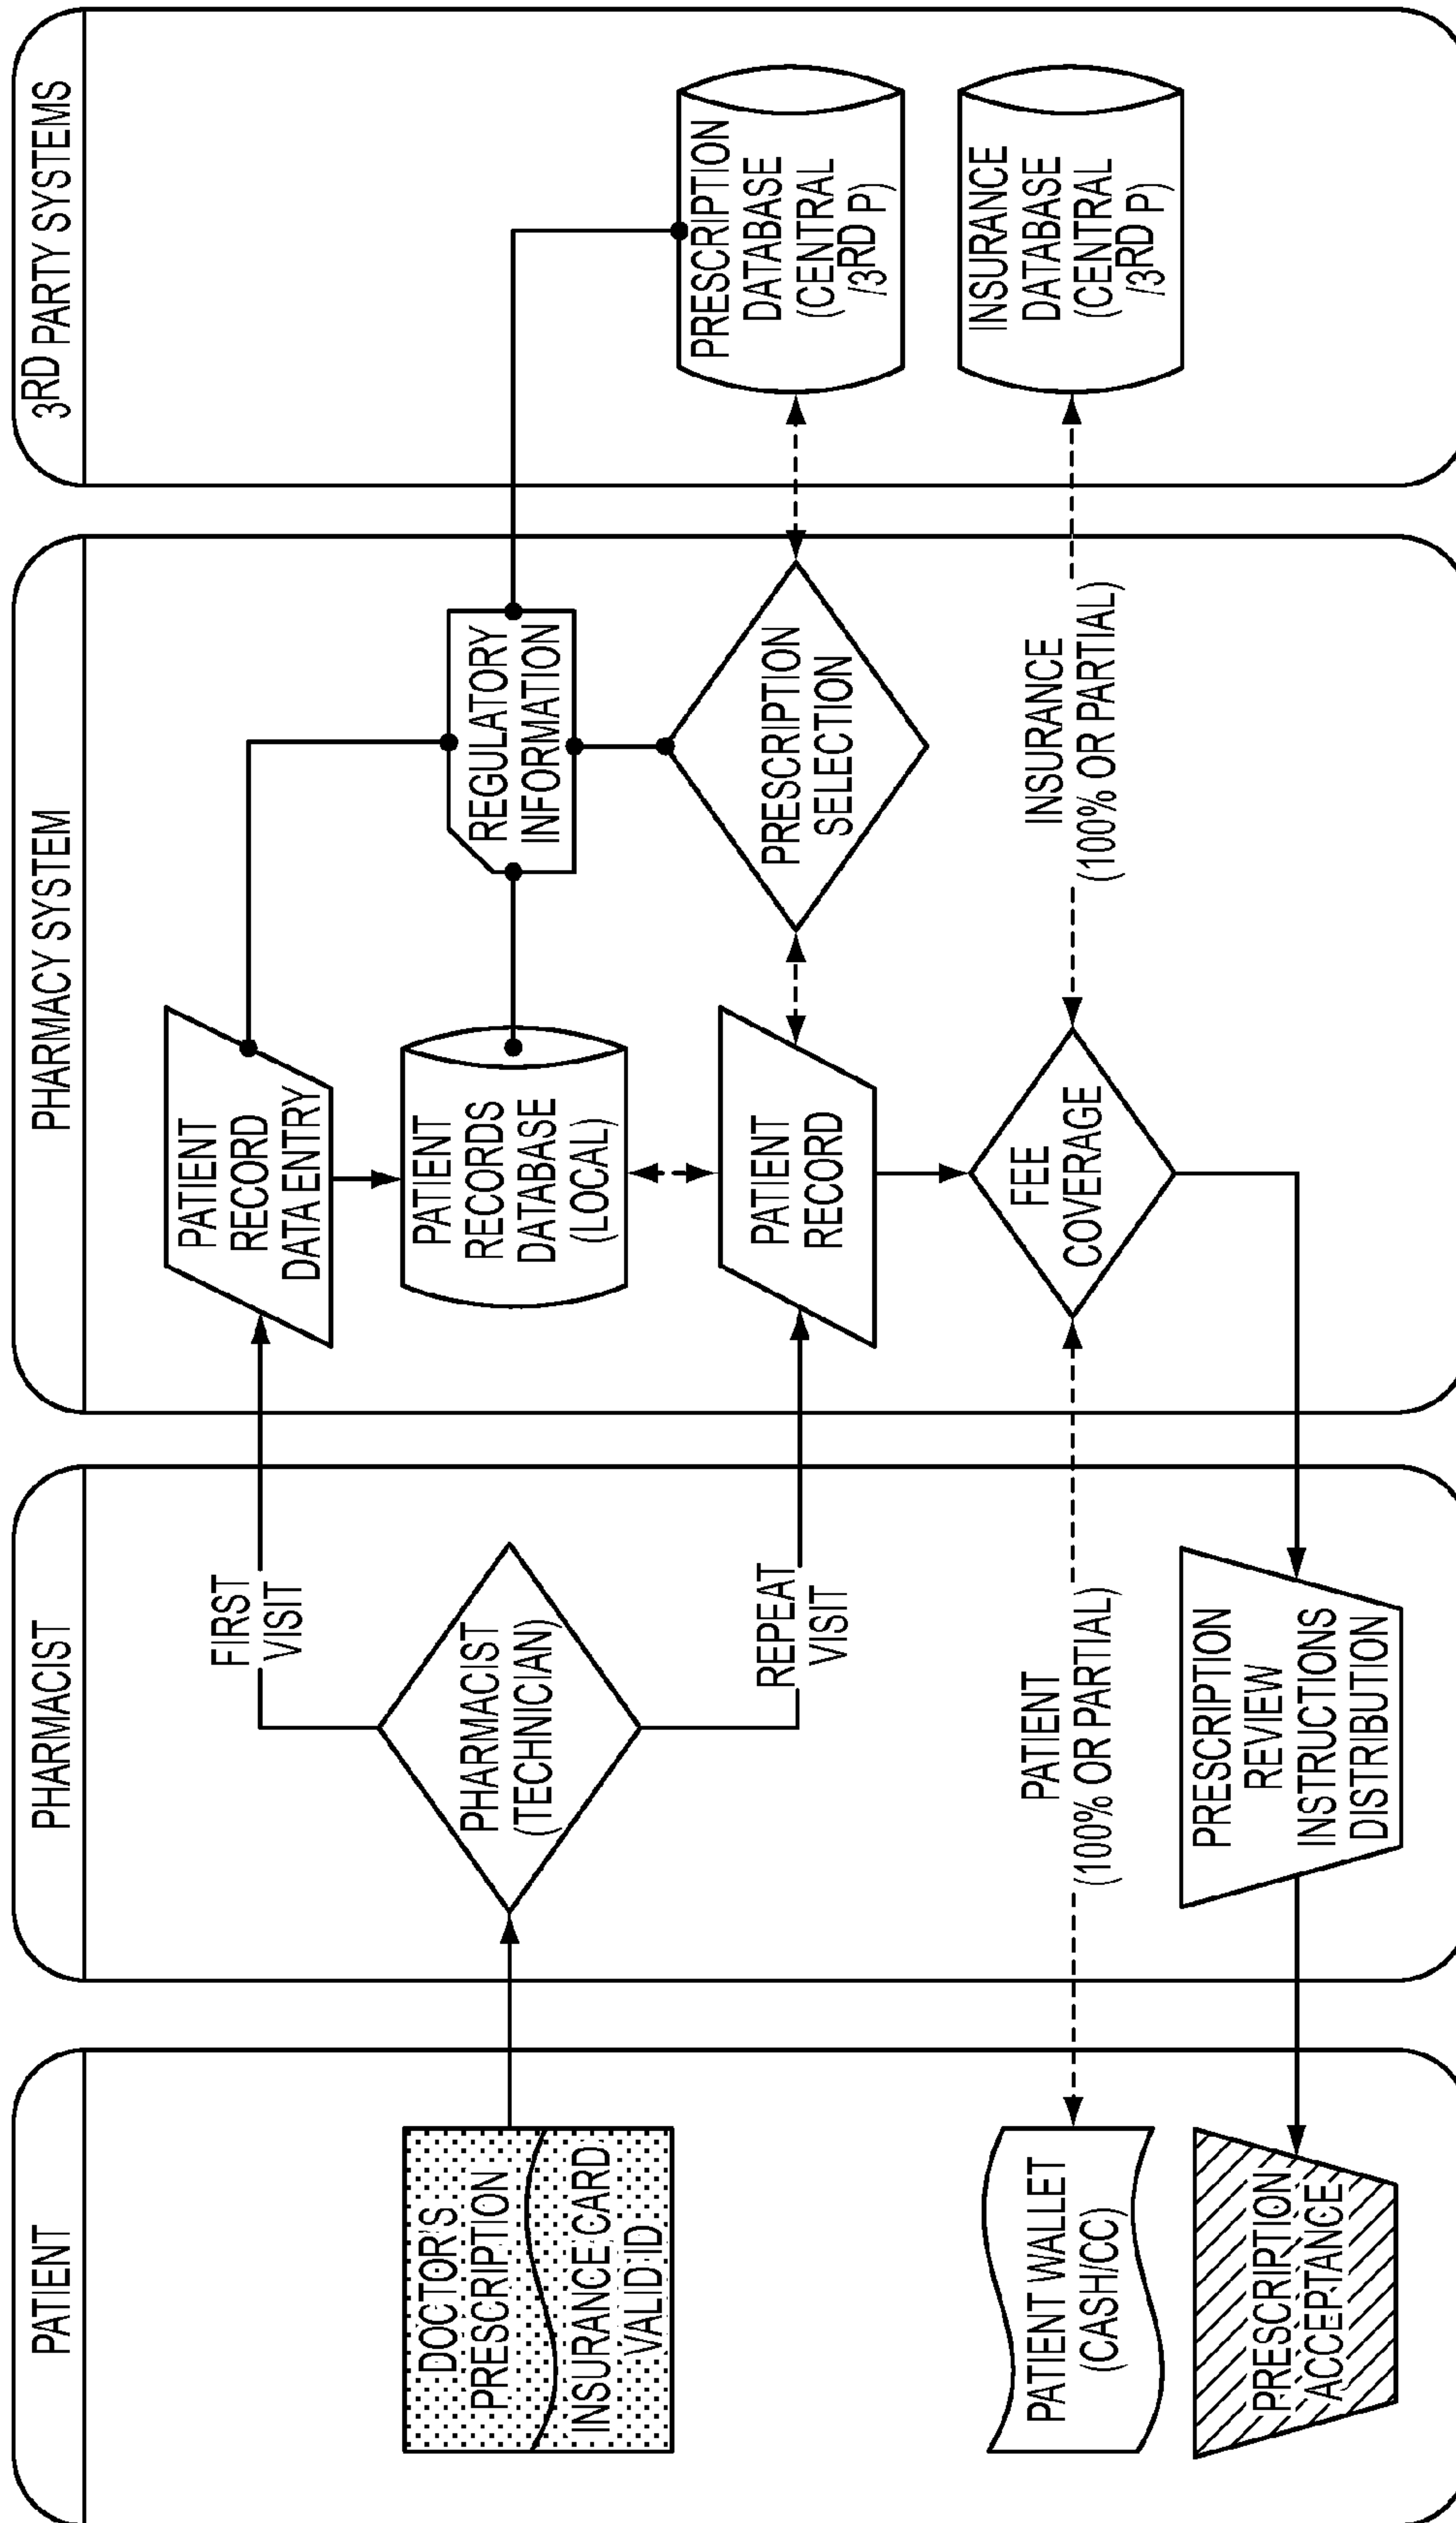 PATIENT
DOCTOR'S
PRESCRIPTION
INSURANCE CARD
VALID ID
PATIENT WALLET
(CASH/CC)
PRESCRIPTION
ACCEPTANCE
PHARMACIST
FIRST
VISIT
PHARMACIST
(TECHNICIAN)
REPEAT
VISIT
PATIENT
(100% OR PARTIAL)
PRESCRIPTION
REVIEW
INSTRUCTIONS
DISTRIBUTION
PHARMACY SYSTEM
PATIENT
RECORD
DATA ENTRY
PATIENT
RECORDS
DATABASE
(LOCAL)
PATIENT
RECORD
FEE
COVERAGE
REGULATORY
INFORMATION
PRESCRIPTION
SELECTION
INSURANCE
(100% OR PARTIAL)
3RD PARTY SYSTEMS
PRESCRIPTION
DATABASE
(CENTRAL
/3RD P)
INSURANCE
DATABASE
(CENTRAL
/3RD P)